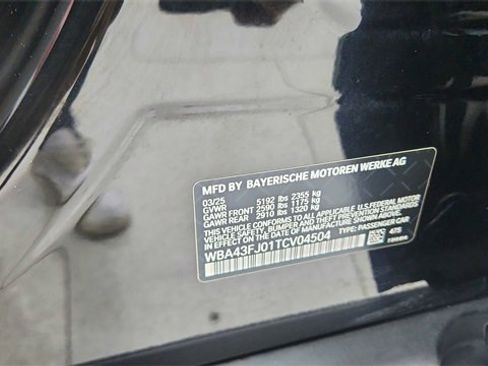 MFD BY BAYERISCHE MOTOREN WERKE AG
03/25
GVWR 5192 lbs 2355 kg
GAWR FRONT 2590 lbs 1175 kg
GAWR REAR 2910 lbs 1320 kg
THIS VEHICLE CONFORMS TO ALL APPLICABLE U.S.FEDERAL MOTOR
VEHICLE SAFETY, BUMPER, AND THEFT PREVENTION STANDARDS IN
EFFECT ON THE DATE OF MANUFACTURE SHOWN ABOVE.
WBA43FJ01TCV04504 TYPE: PASSENGER CAR
475